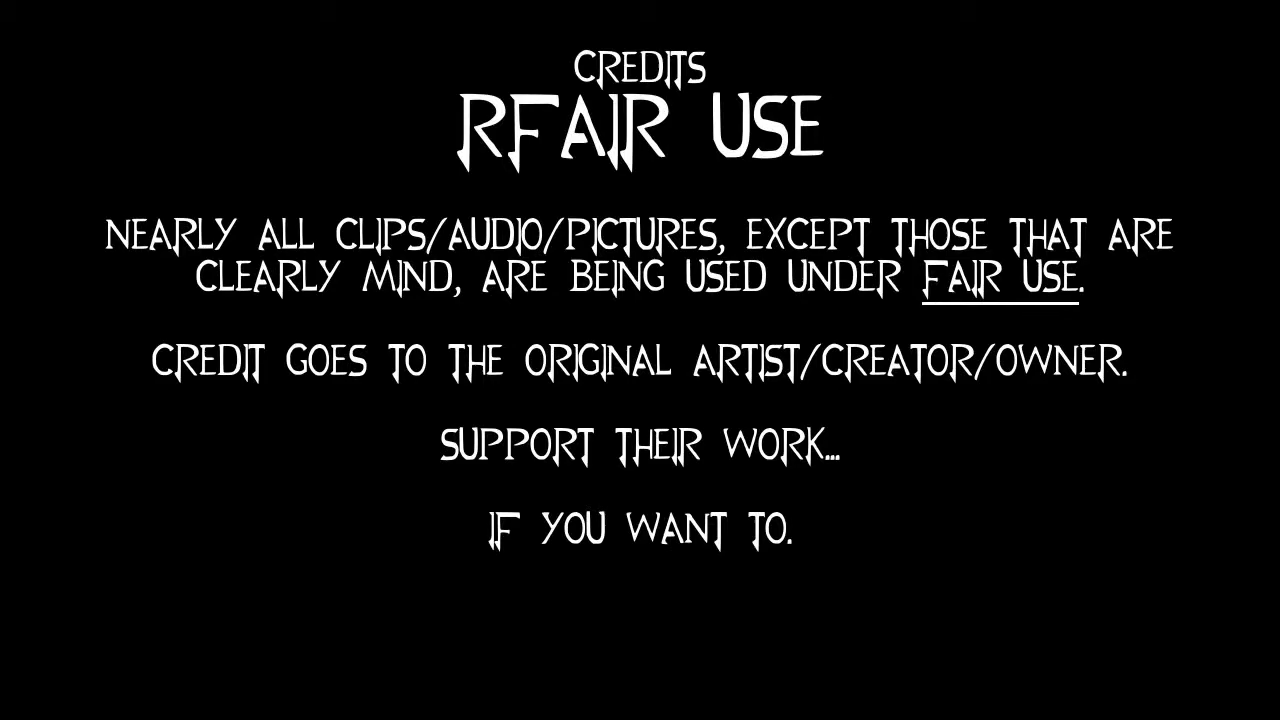 CREDITS
RFAIR USE
NEARLY ALL CLIPS/AUDIO/PICTURES, EXCEPT THOSE THAT ARE
CLEARLY MIND, ARE BEING USED UNDER FAIR USE.
CREDIT GOES TO THE ORIGINAL ARTIST/CREATOR/OWNER.
SUPPORT THEIR WORK...
IF YOU WANT TO.